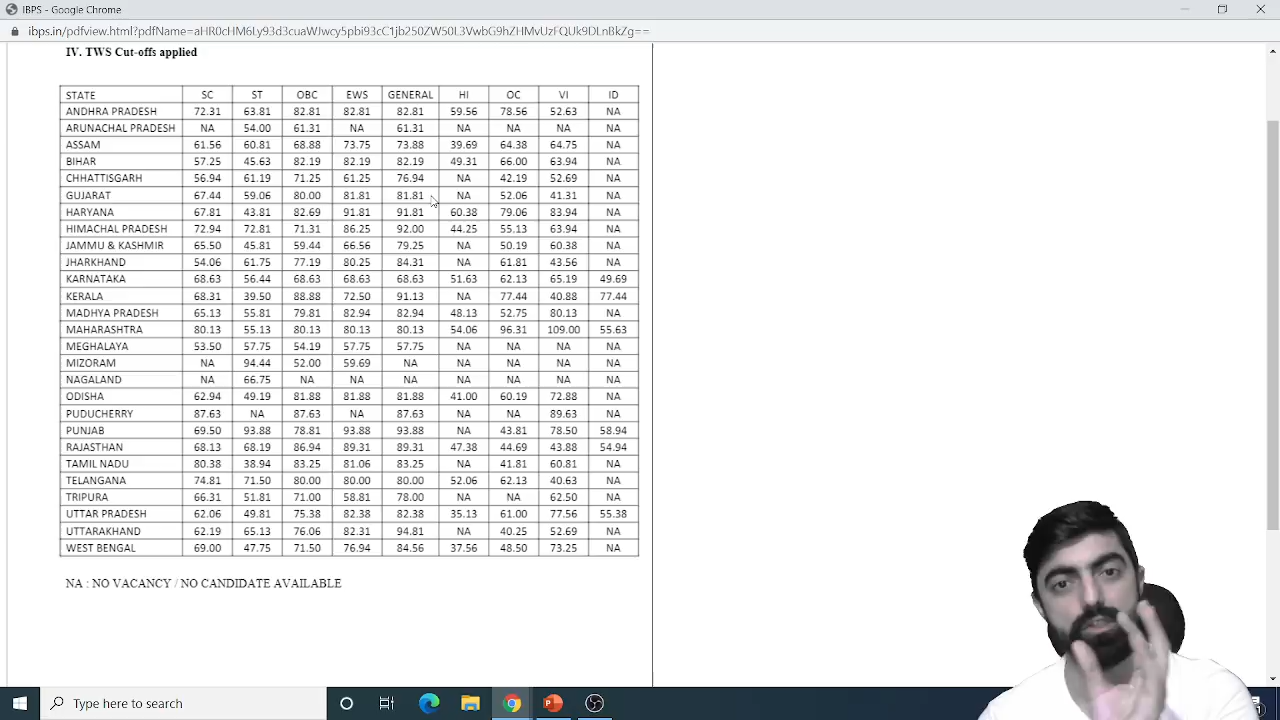 IBPS - Google Chrome
ibps.in/pdfview.html?pdfName=aHR0cHM6Ly93d3cuaWJwcy5pbi93cC1jb250ZW50L3VwbG9hZHMvUzFQUk9DLnBkZg==
IV. TWS Cut-offs applied
STATE SC ST OBC EWS GENERAL HI OC VI ID
ANDHRA PRADESH 72.31 63.81 82.81 82.81 82.81 59.56 78.56 52.63 NA
ARUNACHAL PRADESH NA 54.00 61.31 NA 61.31 NA NA NA NA
ASSAM 61.56 60.81 68.88 73.75 73.88 39.69 64.38 64.75 NA
BIHAR 57.25 45.63 82.19 82.19 82.19 49.31 66.00 63.94 NA
CHHATTISGARH 56.94 61.19 71.25 61.25 76.94 NA 42.19 52.69 NA
GUJARAT 67.44 59.06 80.00 81.81 81.81 NA 52.06 41.31 NA
HARYANA 67.81 43.81 82.69 91.81 91.81 60.38 79.06 83.94 NA
HIMACHAL PRADESH 72.94 72.81 71.31 86.25 92.00 44.25 55.13 63.94 NA
JAMMU & KASHMIR 65.50 45.81 59.44 66.56 79.25 NA 50.19 60.38 NA
JHARKHAND 54.06 61.75 77.19 80.25 84.31 NA 61.81 43.56 NA
KARNATAKA 68.63 56.44 68.63 68.63 68.63 51.63 62.13 65.19 49.69
KERALA 68.31 39.50 88.88 72.50 91.13 NA 77.44 40.88 77.44
MADHYA PRADESH 65.13 55.81 79.81 82.94 82.94 48.13 52.75 80.13 NA
MAHARASHTRA 80.13 55.13 80.13 80.13 80.13 54.06 96.31 109.00 55.63
MEGHALAYA 53.50 57.75 54.19 57.75 57.75 NA NA NA NA
MIZORAM NA 94.44 52.00 59.69 NA NA NA NA NA
NAGALAND NA 66.75 NA NA NA NA NA NA NA
ODISHA 62.94 49.19 81.88 81.88 81.88 41.00 60.19 72.88 NA
PUDUCHERRY 87.63 NA 87.63 NA 87.63 NA NA 89.63 NA
PUNJAB 69.50 93.88 78.81 93.88 93.88 NA 43.81 78.50 58.94
RAJASTHAN 68.13 68.19 86.94 89.31 89.31 47.38 44.69 43.88 54.94
TAMIL NADU 80.38 38.94 83.25 81.06 83.25 NA 41.81 60.81 NA
TELANGANA 74.81 71.50 80.00 80.00 80.00 52.06 62.13 40.63 NA
TRIPURA 66.31 51.81 71.00 58.81 78.00 NA NA 62.50 NA
UTTAR PRADESH 62.06 49.81 75.38 82.38 82.38 35.13 61.00 77.56 55.38
UTTARAKHAND 62.19 65.13 76.06 82.31 94.81 NA 40.25 52.69 NA
WEST BENGAL 69.00 47.75 71.50 76.94 84.56 37.56 48.50 73.25 NA
NA : NO VACANCY / NO CANDIDATE AVAILABLE
Type here to search